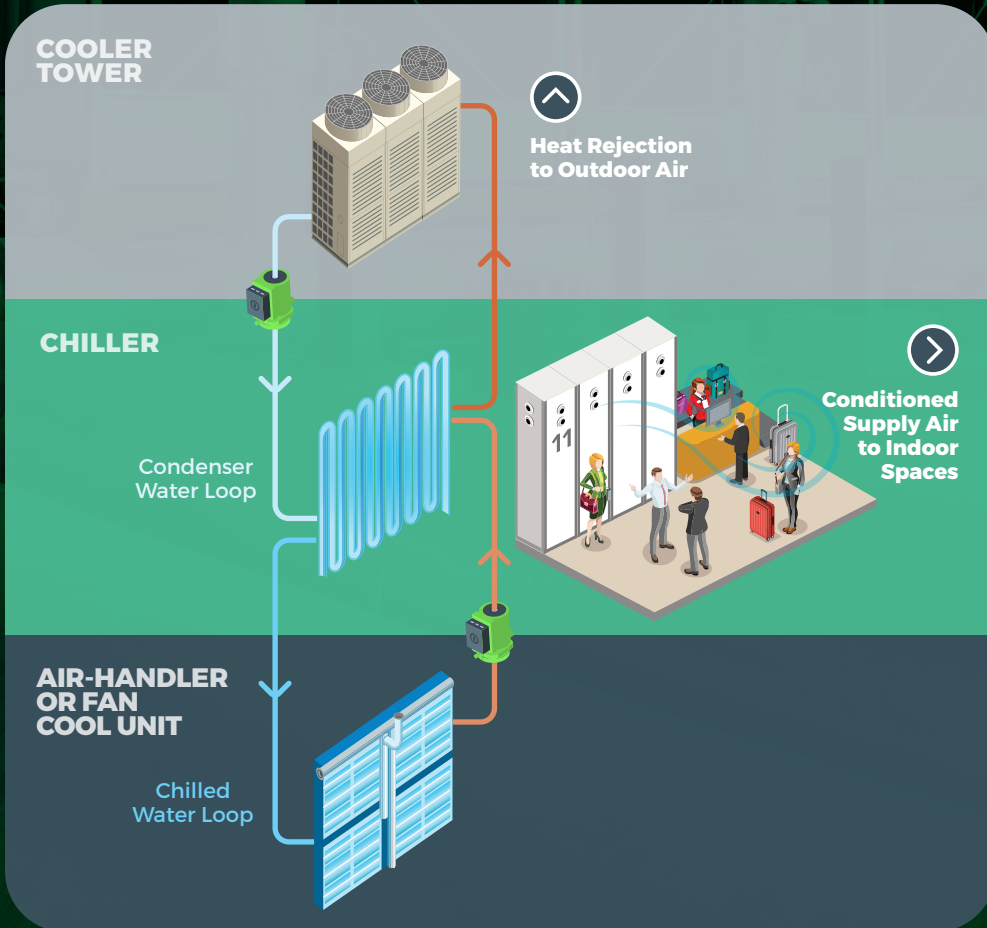 COOLER
TOWER
Heat Rejection
to Outdoor Air
CHILLER
Conditioned
Supply Air
to Indoor
Spaces
11
Condenser
Water Loop
AIR-HANDLER
OR FAN
COOL UNIT
Chilled
Water Loop